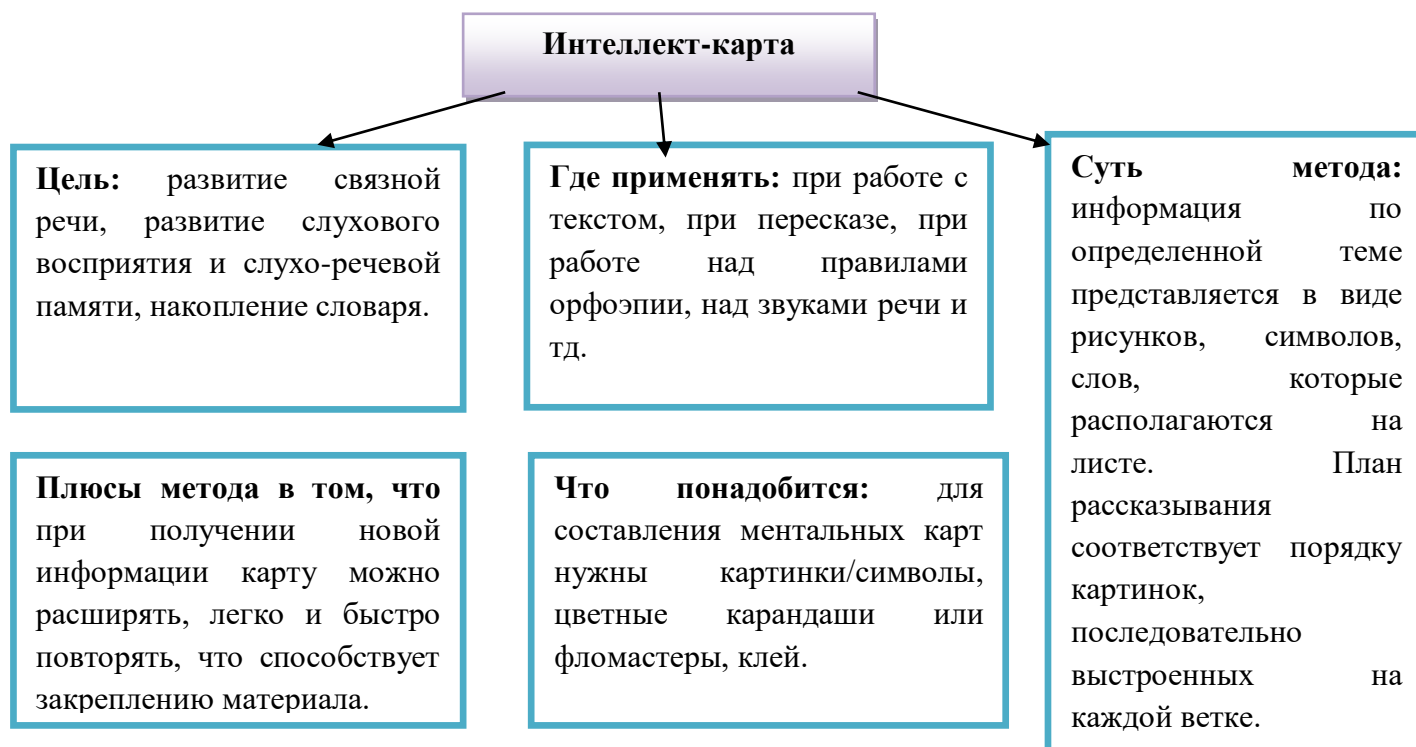 Интеллект-карта
Цель: развитие связной
речи, развитие слухового
восприятия и слухо-речевой
памяти, накопление словаря.
Где применять: при работе с
текстом, при пересказе, при
работе над правилами
орфоэпии, над звуками речи и
тд.
Суть метода:
информация по
определенной теме
представляется в виде
рисунков, символов,
слов, которые
располагаются на
листе. План
рассказывания
соответствует порядку
картинок,
последовательно
выстроенных на
каждой ветке.
Плюсы метода в том, что
при получении новой
информации карту можно
расширять, легко и быстро
повторять, что способствует
закреплению материала.
Что понадобится: для
составления ментальных карт
нужны картинки/символы,
цветные карандаши или
фломастеры, клей.